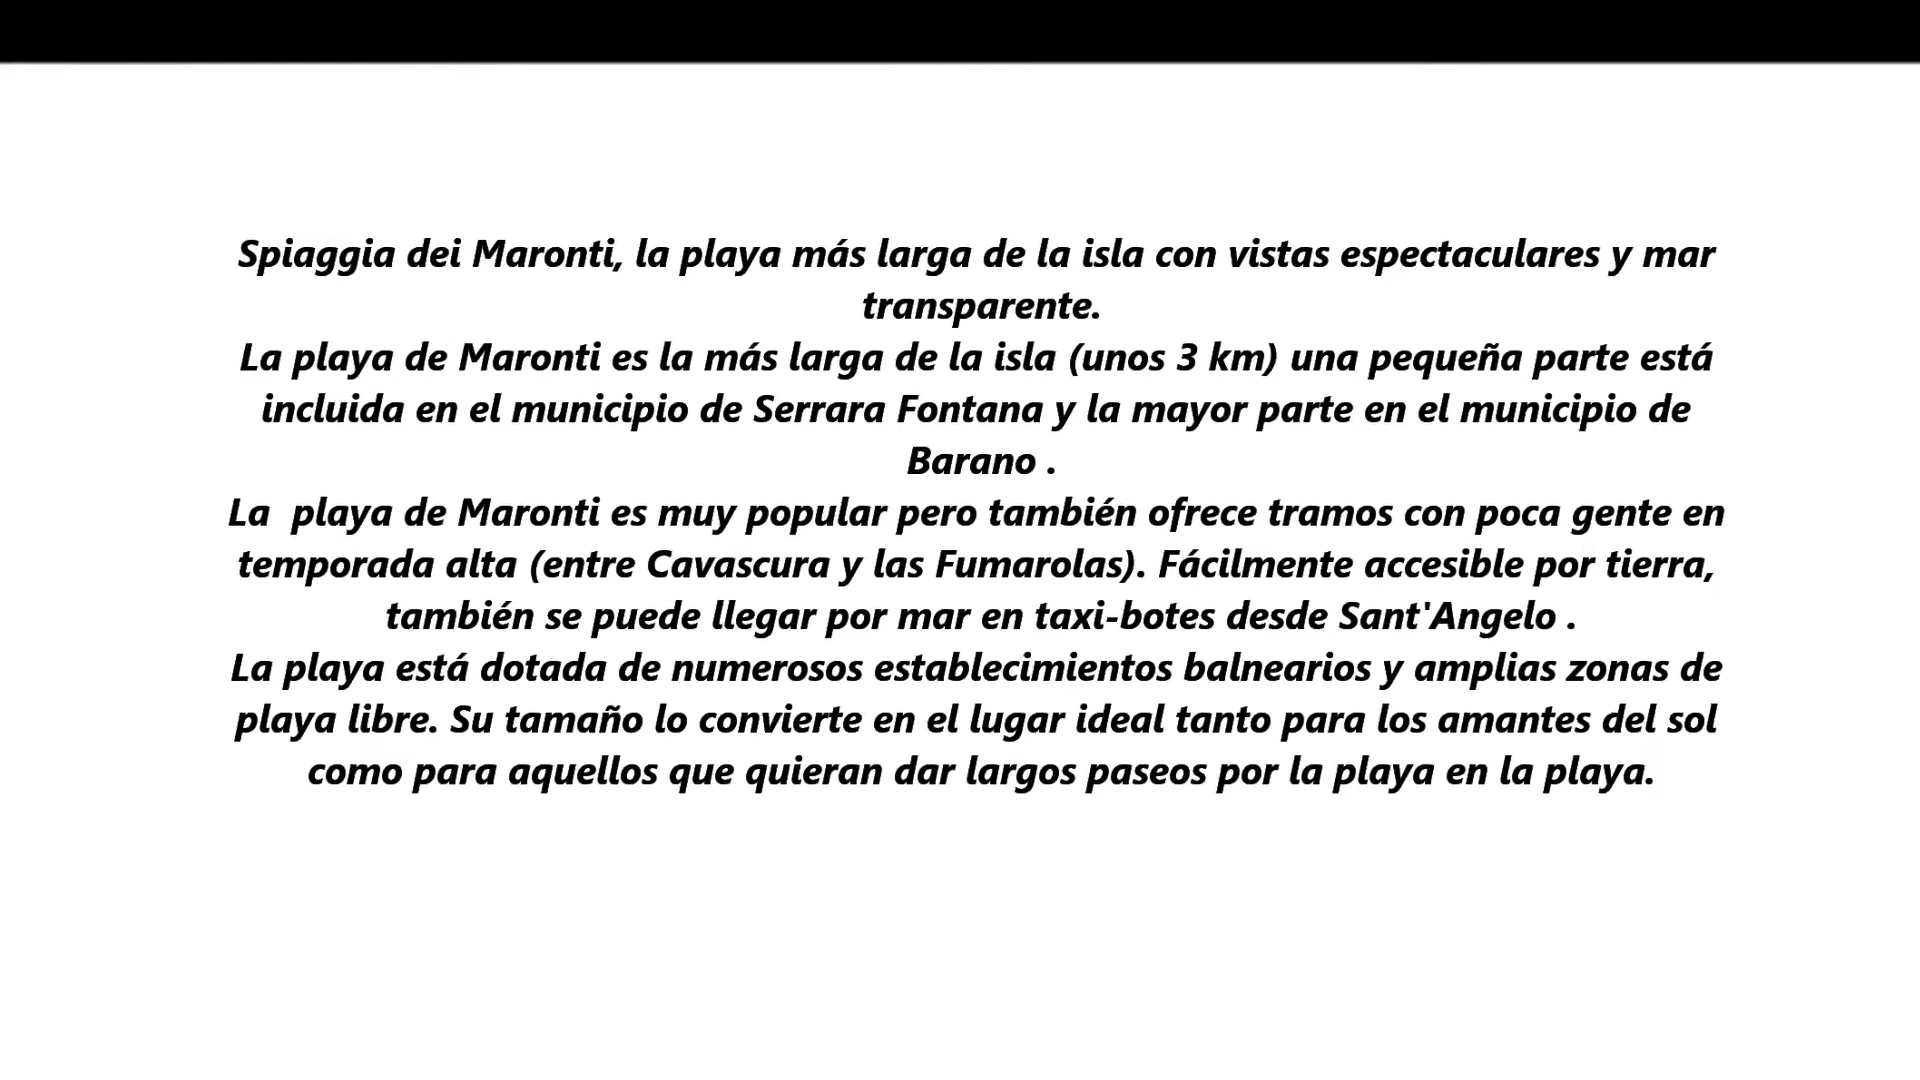 Spiaggia dei Maronti, la playa más larga de la isla con vistas espectaculares y mar
transparente.
La playa de Maronti es la más larga de la isla (unos 3 km) una pequeña parte está
incluida en el municipio de Serrara Fontana y la mayor parte en el municipio de
Barano .
La  playa de Maronti es muy popular pero también ofrece tramos con poca gente en
temporada alta (entre Cavascura y las Fumarolas). Fácilmente accesible por tierra,
también se puede llegar por mar en taxi-botes desde Sant'Angelo .
La playa está dotada de numerosos establecimientos balnearios y amplias zonas de
playa libre. Su tamaño lo convierte en el lugar ideal tanto para los amantes del sol
como para aquellos que quieran dar largos paseos por la playa en la playa.